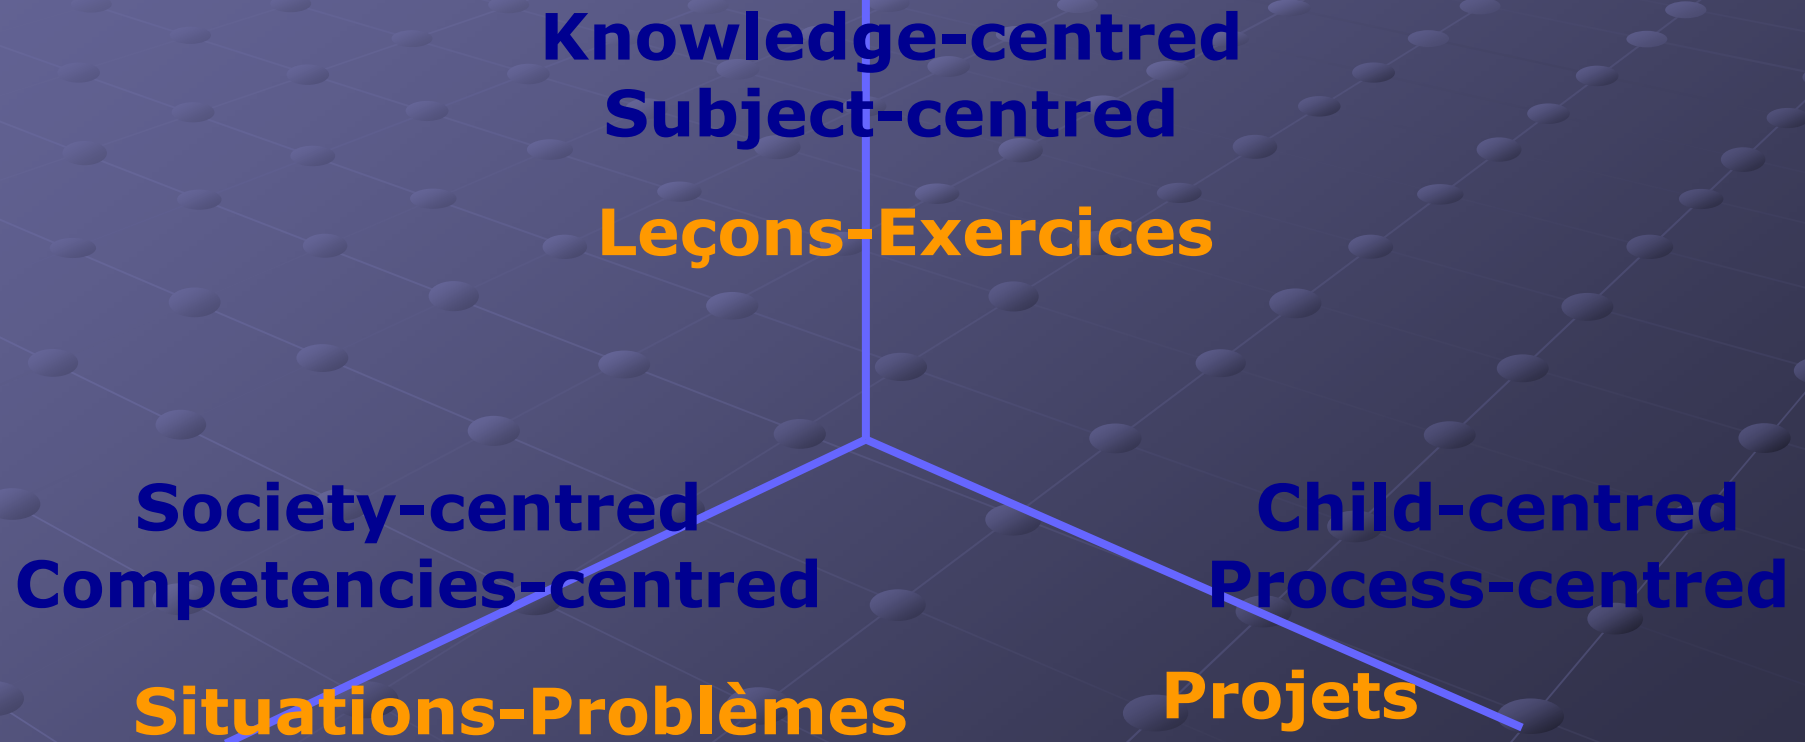 Knowledge-centred
Subject-centred
Leçons-Exercices
Society-centred
Competencies-centred
Situations-Problèmes
Child-centred
Process-centred
Projets